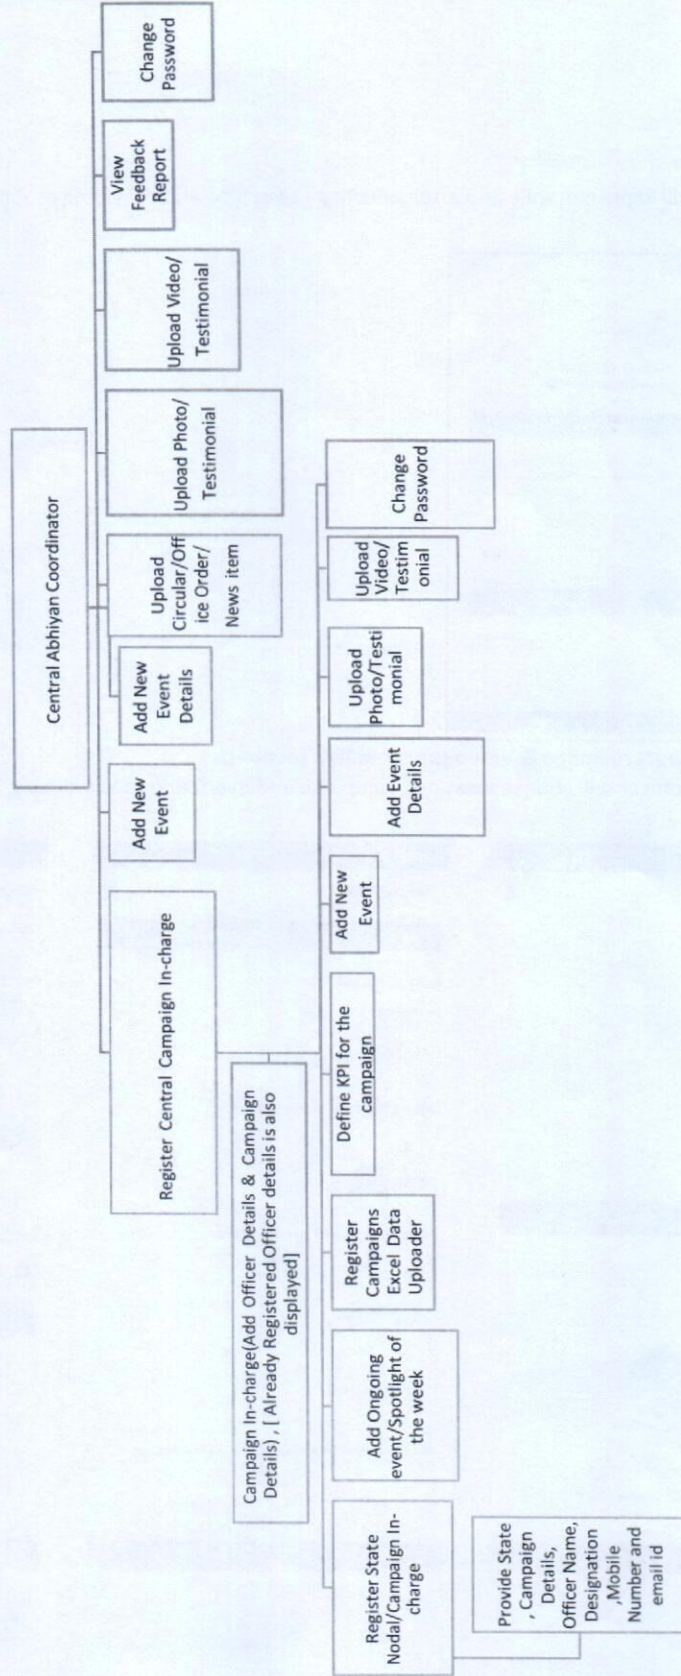 Central Abhiyan Coordinator
Register Central Campaign In-charge
Add New
Event
Add New
Event
Details
Upload
Circular/Off
ice Order/
News item
Upload Photo/
Testimonial
Upload Video/
Testimonial
View
Feedback
Report
Change
Password
Campaign In-charge(Add Officer Details & Campaign
Details) , [ Already Registered Officer details is also
displayed]
Register State
Nodal/Campaign In-
charge
Add Ongoing
event/Spotlight of
the week
Register
Campaigns
Excel Data
Uploader
Define KPI for the
campaign
Add New
Event
Add Event
Details
Upload
Photo/Testi
monial
Upload
Video/
Testim
onial
Change
Password
Provide State
, Campaign
Details,
Officer Name,
Designation
,Mobile
Number and
email id